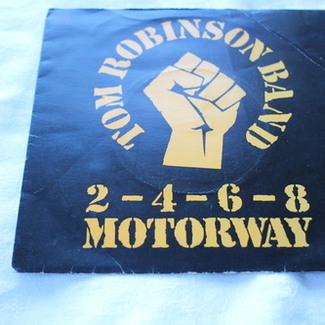 TOM ROBINSON BAND
2-4-6-8
MOTORWAY